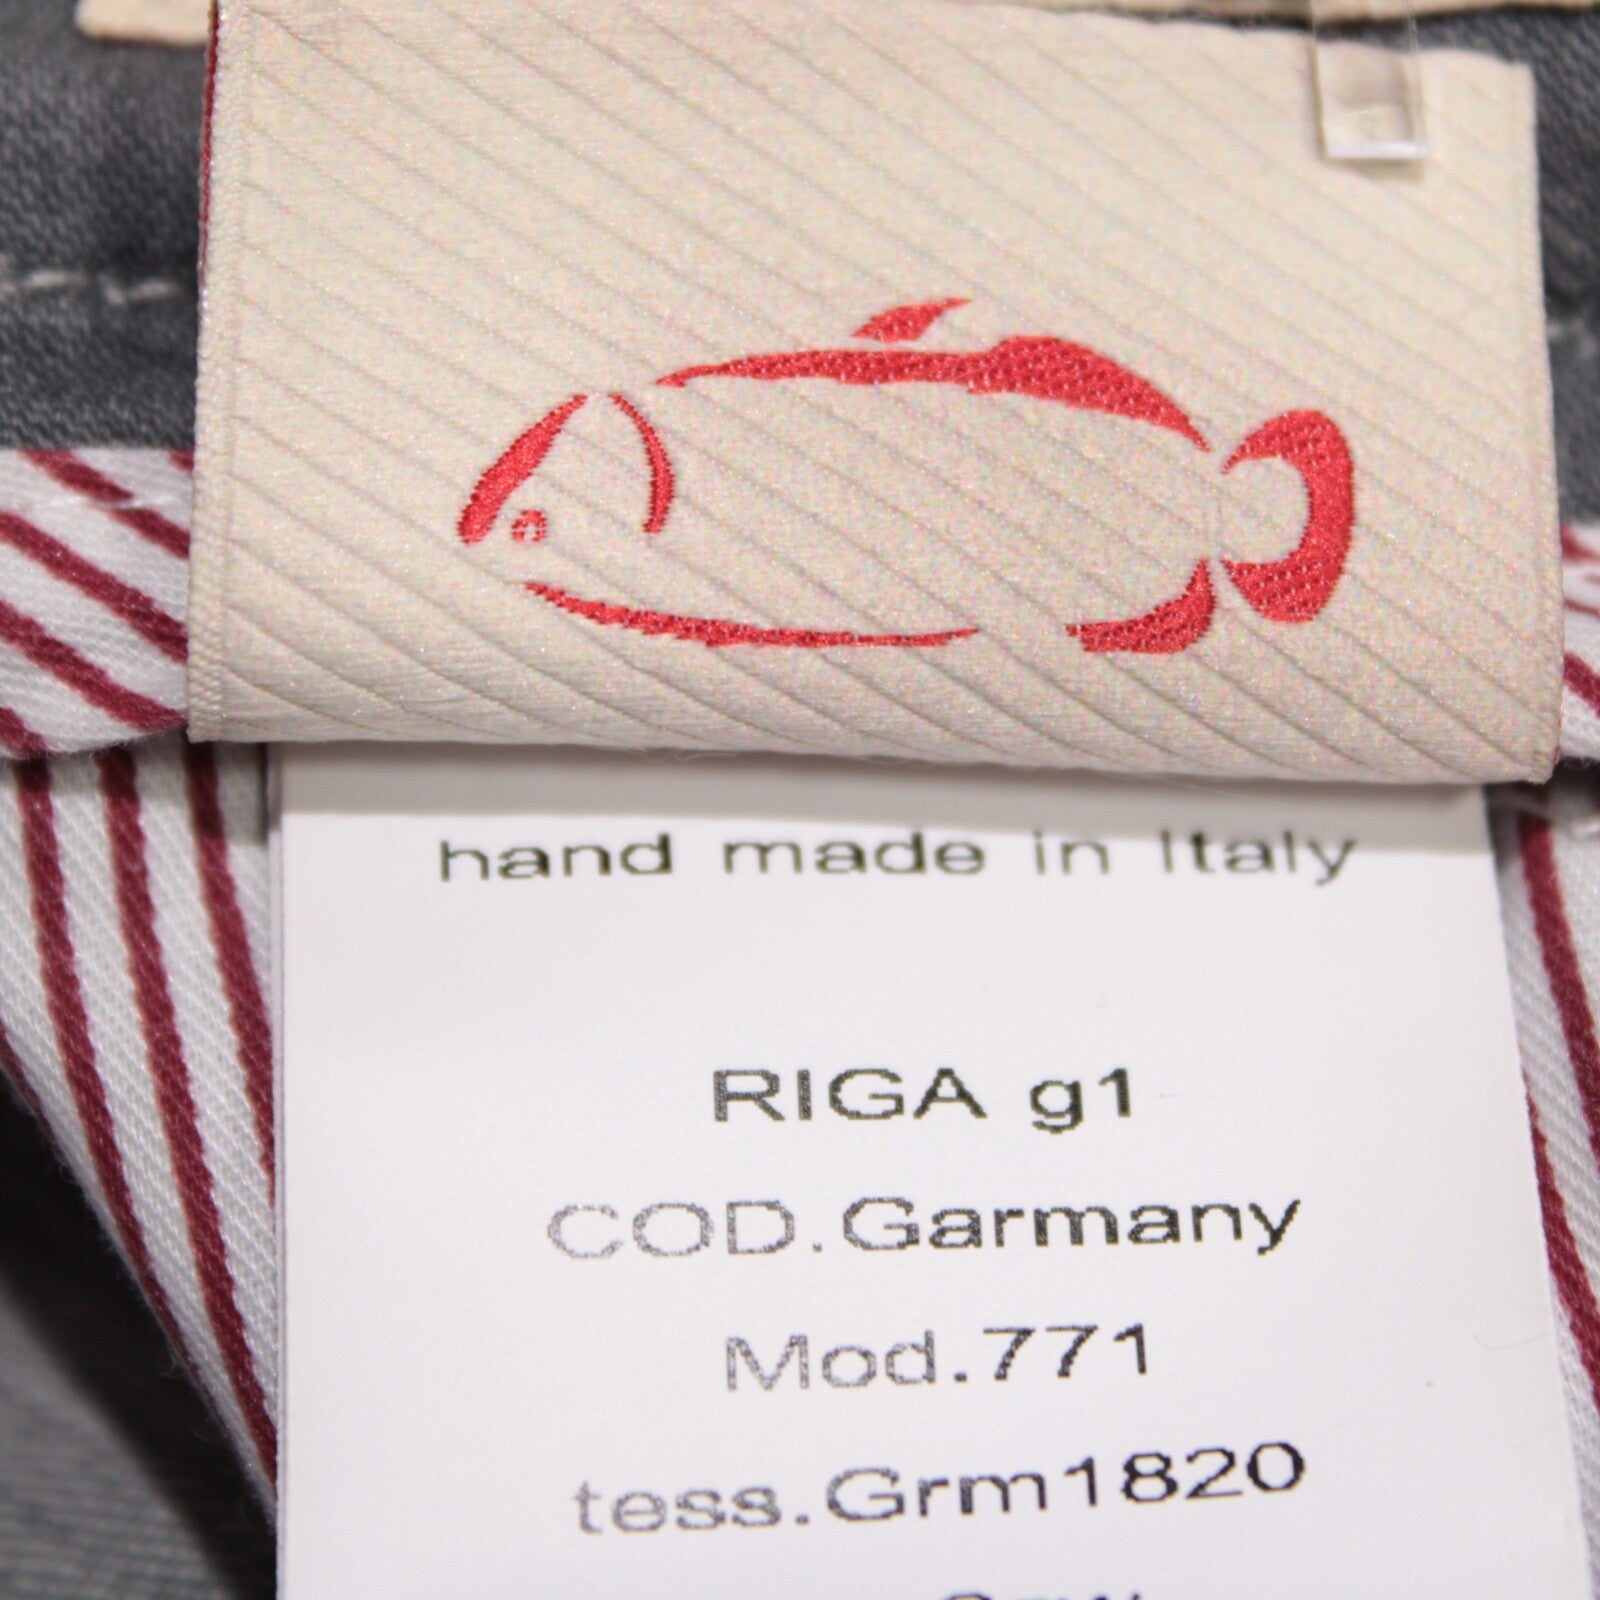 hand made in Italy
RIGA g1
COD.Garmany
Mod.771
tess.Grm1820